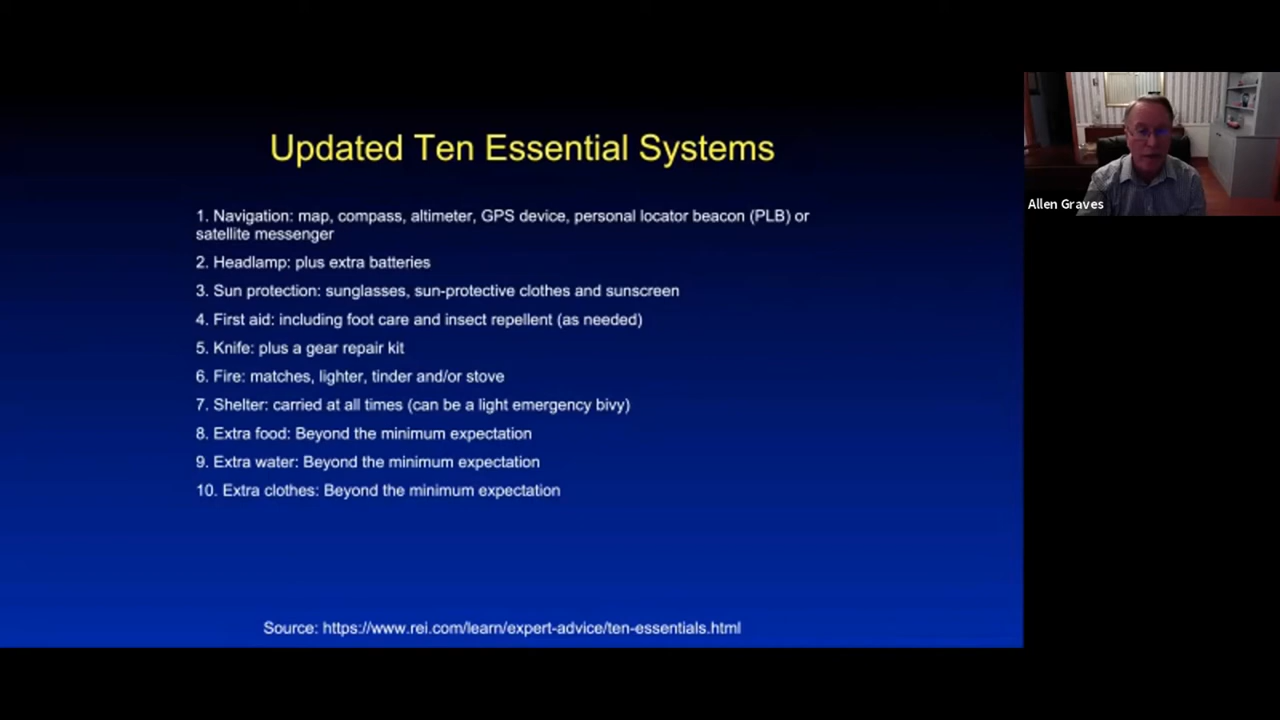 Updated Ten Essential Systems
1. Navigation: map, compass, altimeter, GPS device, personal locator beacon (PLB) or
satellite messenger
2. Headlamp: plus extra batteries
3. Sun protection: sunglasses, sun-protective clothes and sunscreen
4. First aid: including foot care and insect repellent (as needed)
5. Knife: plus a gear repair kit
6. Fire: matches, lighter, tinder and/or stove
7. Shelter: carried at all times (can be a light emergency bivy)
8. Extra food: Beyond the minimum expectation
9. Extra water: Beyond the minimum expectation
10. Extra clothes: Beyond the minimum expectation
Source: https://www.rei.com/learn/expert-advice/ten-essentials.html
Allen Graves